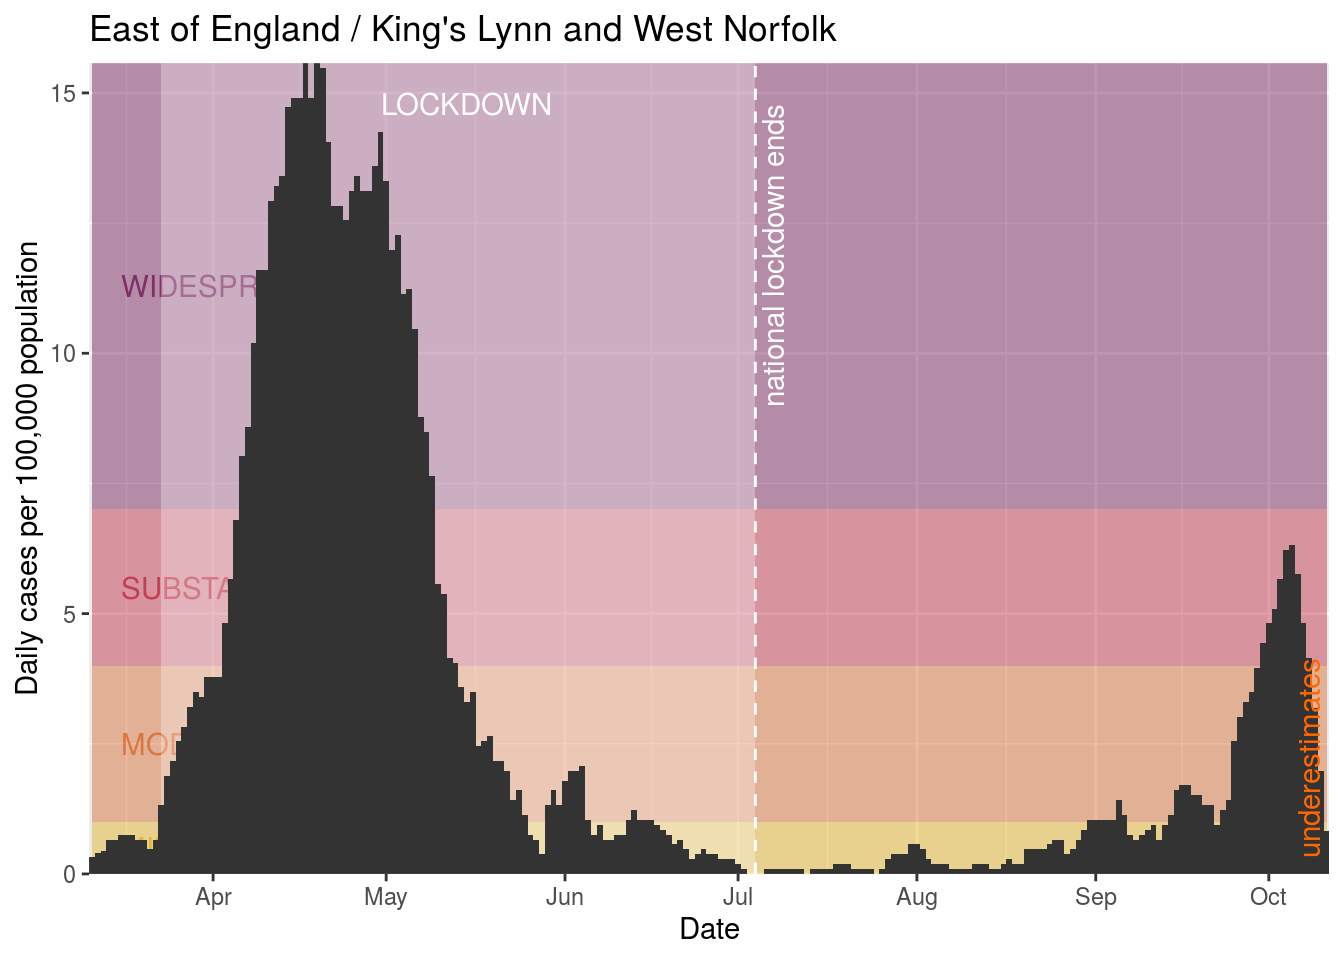 East of England / King's Lynn and West Norfolk
Daily cases per 100,000 population
15
10
5
0
LOCKDOWN
national lockdown ends
WIDESPR
SUBSTA
MOD
underestimates
Apr
May
Jun
Jul
Aug
Sep
Oct
Date